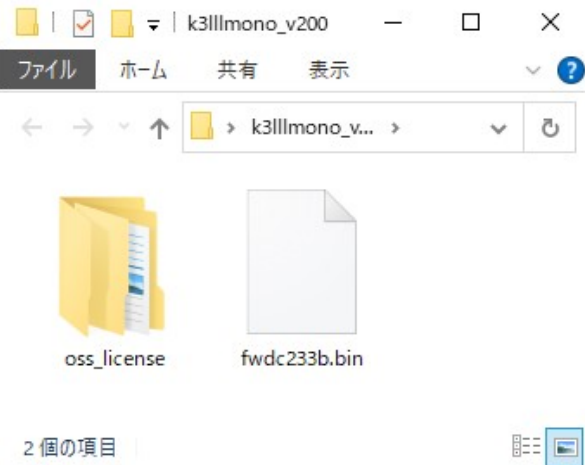 k3lllmono_v200
ファイル ホーム 共有 表示
k3lllmono_v...
oss_license fwdc233b.bin
2 個の項目